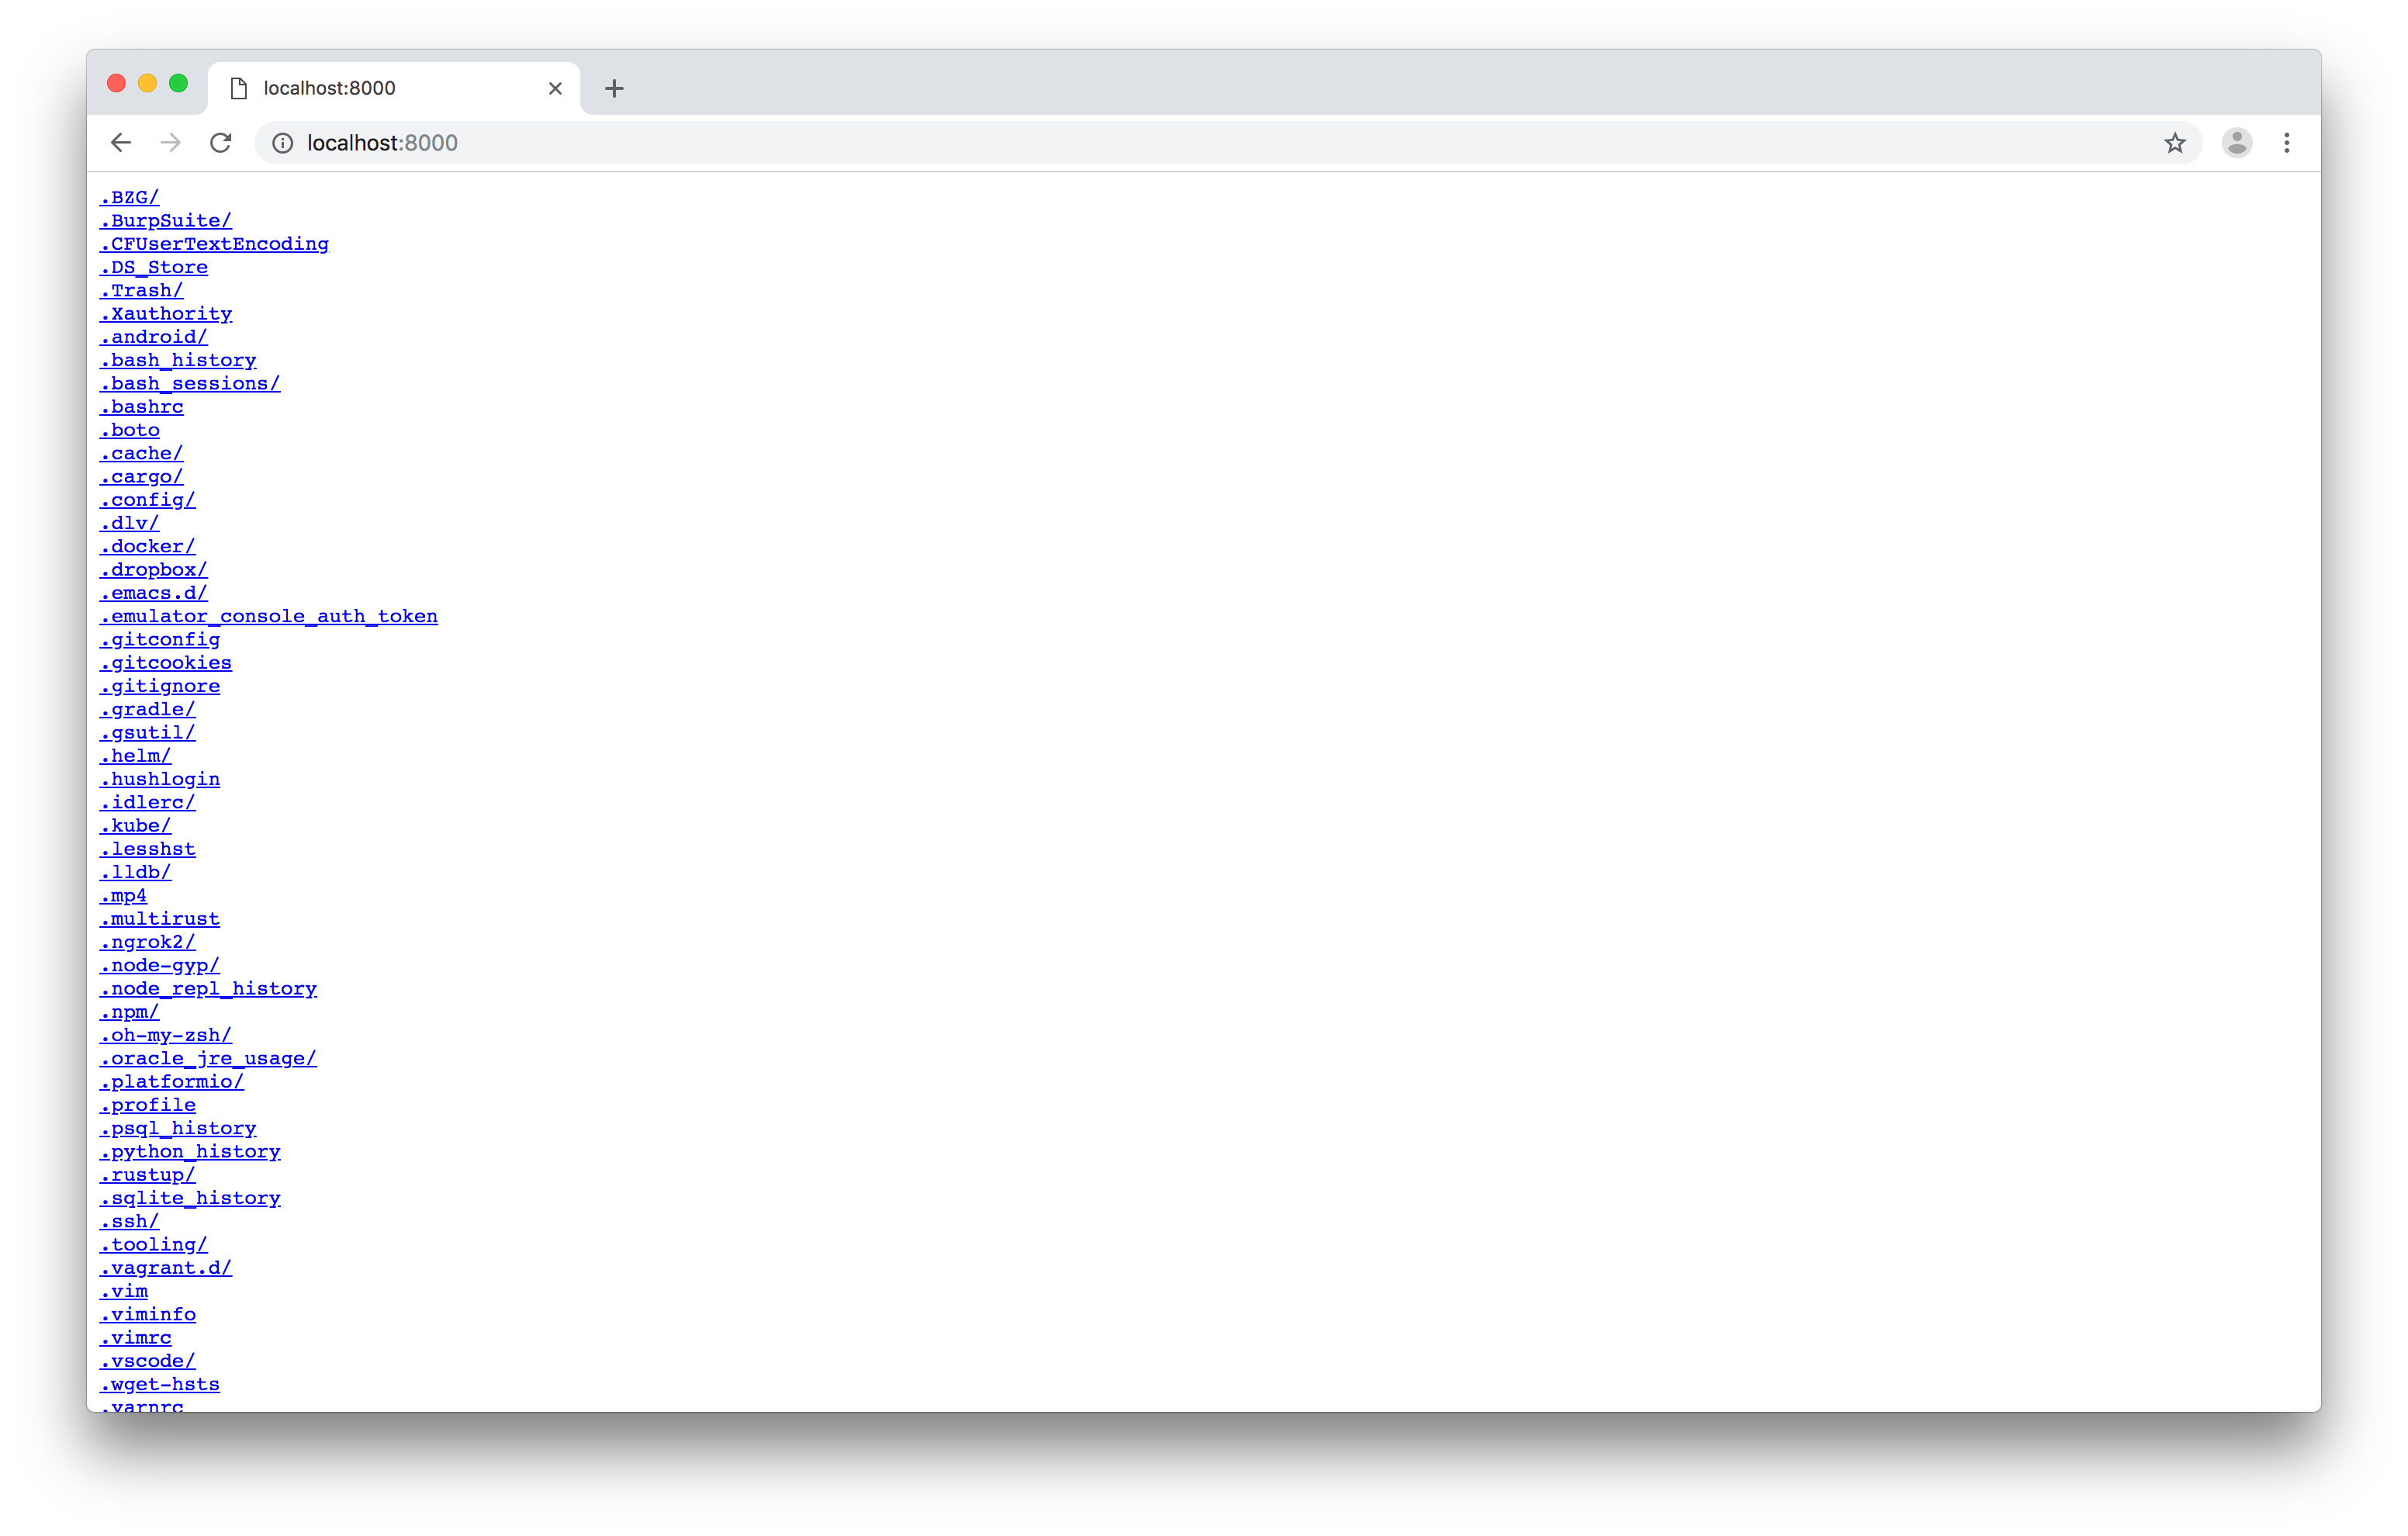 localhost:8000
localhost:8000
.BZG/
.BurpSuite/
.CFUserTextEncoding
.DS_Store
.Trash/
.Xauthority
.android/
.bash_history
.bash_sessions/
.bashrc
.boto
.cache/
.cargo/
.config/
.dlv/
.docker/
.dropbox/
.emacs.d/
.emulator_console_auth_token
.gitconfig
.gitcookies
.gitignore
.gradle/
.gsutil/
.helm/
.hushlogin
.idlerc/
.kube/
.lesshst
.lldb/
.mp4
.multirust
.ngrok2/
.node-gyp/
.node_repl_history
.npm/
.oh-my-zsh/
.oracle_jre_usage/
.platformio/
.profile
.psql_history
.python_history
.rustup/
.sqlite_history
.ssh/
.tooling/
.vagrant.d/
.vim
.viminfo
.vimrc
.vscode/
.wget-hsts
.yarnrc